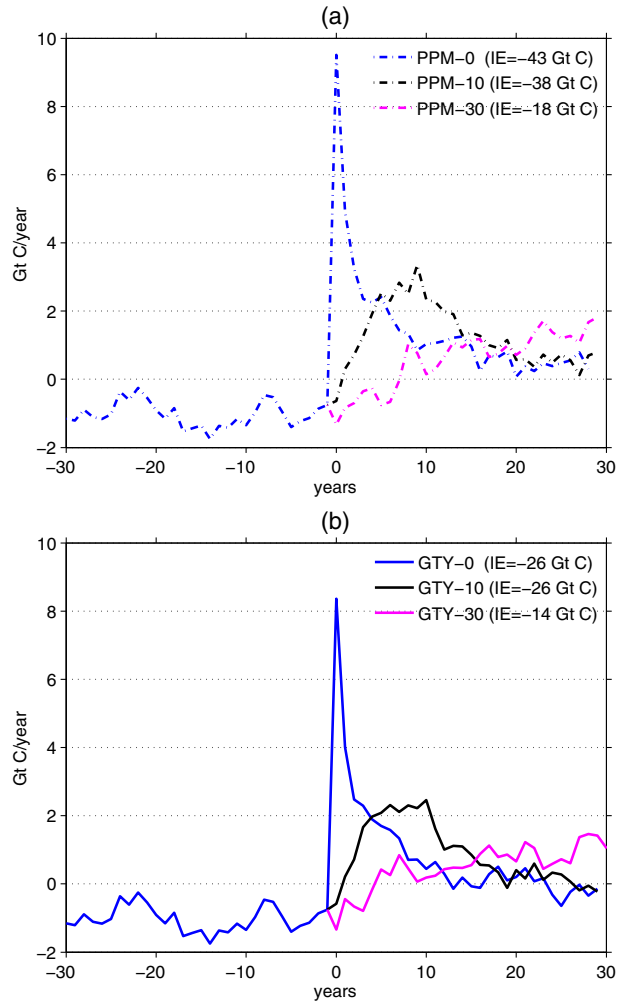 (a)
10
8
6
4
2
0
−2
Gt C/year
PPM−0 (IE=−43 Gt C)
PPM−10 (IE=−38 Gt C)
PPM−30 (IE=−18 Gt C)
−30 −20 −10 0 10 20 30
years
(b)
10
8
6
4
2
0
−2
Gt C/year
GTY−0 (IE=−26 Gt C)
GTY−10 (IE=−26 Gt C)
GTY−30 (IE=−14 Gt C)
−30 −20 −10 0 10 20 30
years